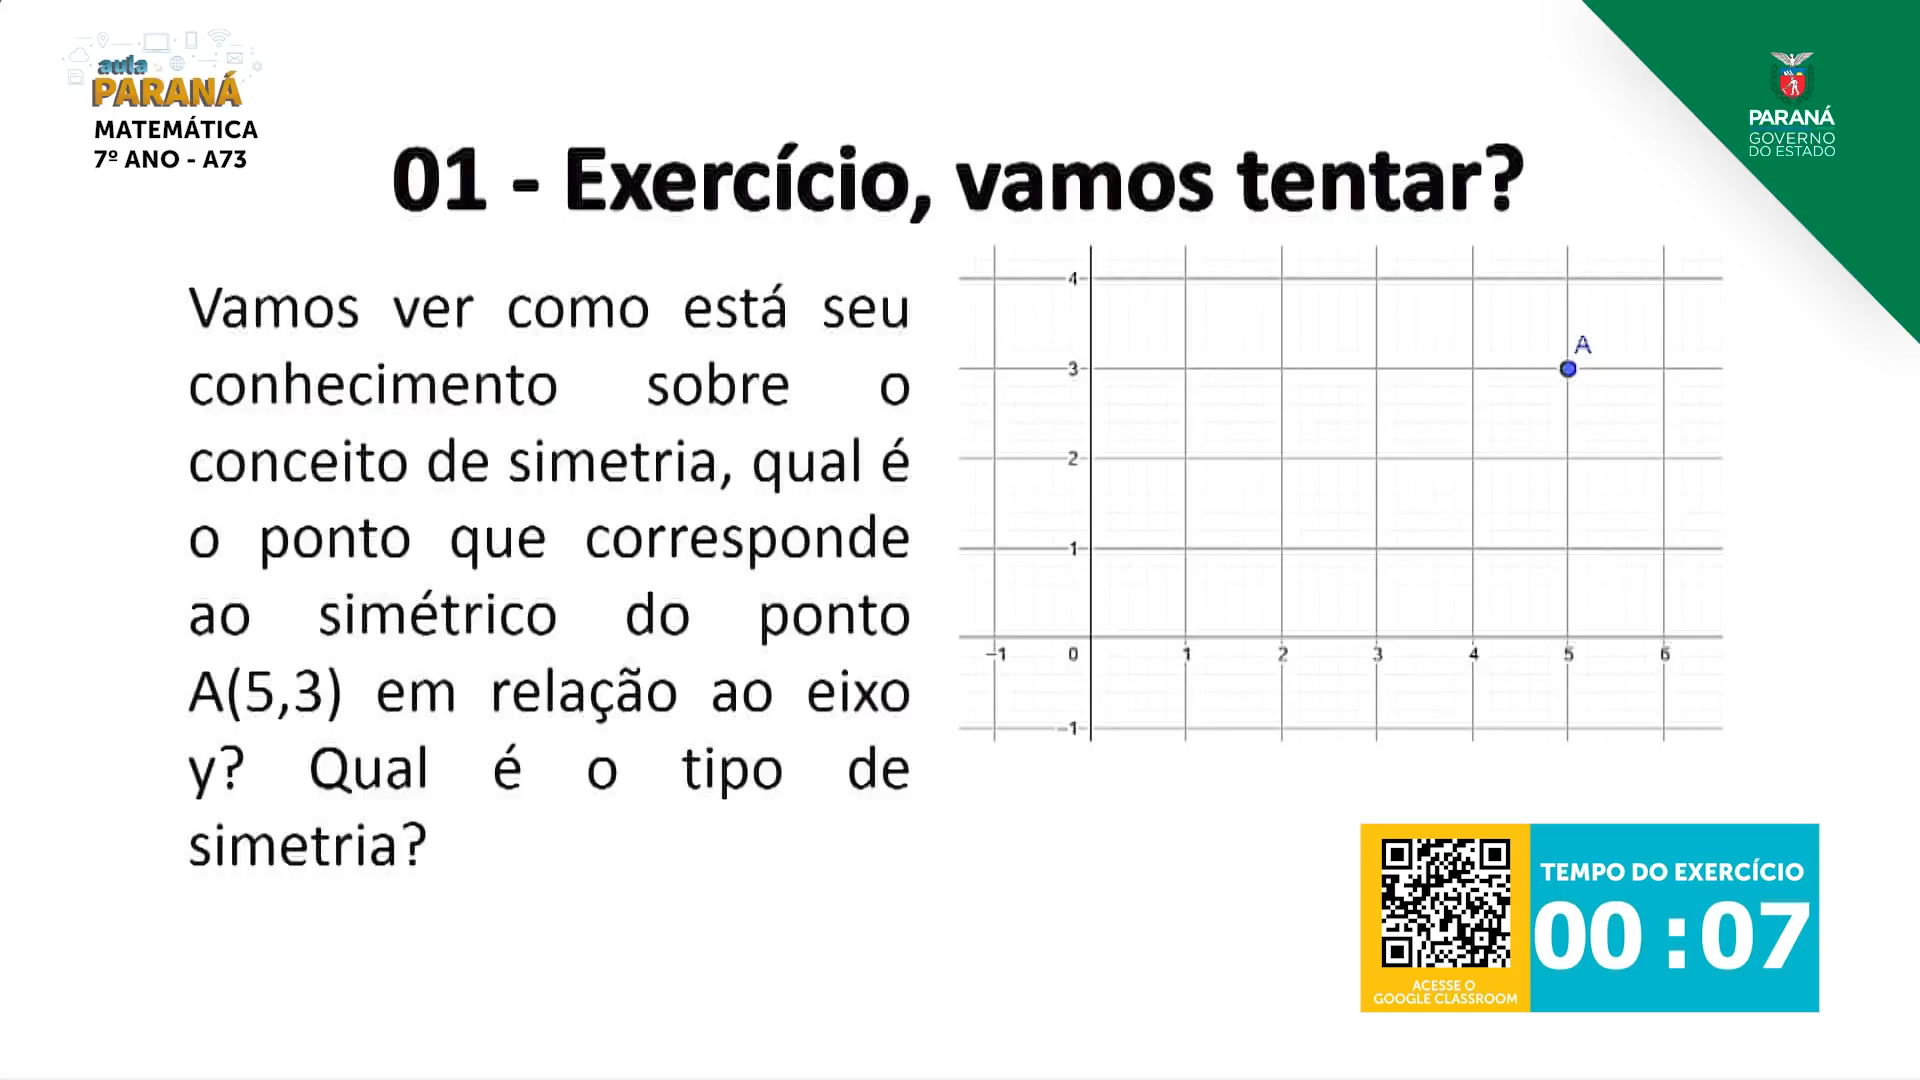 aula
PARANÁ
MATEMÁTICA
7º ANO - A73
PARANÁ
GOVERNO
DO ESTADO
01 - Exercício, vamos tentar?
Vamos ver como está seu
conhecimento sobre o
conceito de simetria, qual é
o ponto que corresponde
ao simétrico do ponto
A(5,3) em relação ao eixo
y? Qual é o tipo de
simetria?
4
A
3
2
1
-1 0 1 2 3 4 5 6
-1
TEMPO DO EXERCÍCIO
00 : 07
ACESSE O
GOOGLE CLASSROOM